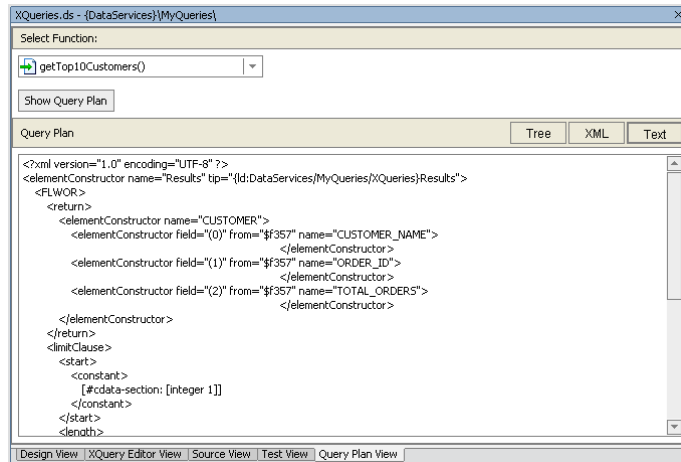 XQueries.ds - {DataServices}\MyQueries\
Select Function:
getTop10Customers()
Show Query Plan
Query Plan Tree XML Text
<?xml version="1.0" encoding="UTF-8" ?>
<elementConstructor name="Results" tip="{ld:DataServices/MyQueries/XQueries}Results">
<FLWOR>
<return>
<elementConstructor name="CUSTOMER">
<elementConstructor field="(0)" from="$f357" name="CUSTOMER_NAME">
</elementConstructor>
<elementConstructor field="(1)" from="$f357" name="ORDER_ID">
</elementConstructor>
<elementConstructor field="(2)" from="$f357" name="TOTAL_ORDERS">
</elementConstructor>
</elementConstructor>
</return>
<limitClause>
<start>
<constant>
[#cdata-section: [integer 1]]
</constant>
</start>
<length>
Design View XQuery Editor View Source View Test View Query Plan View